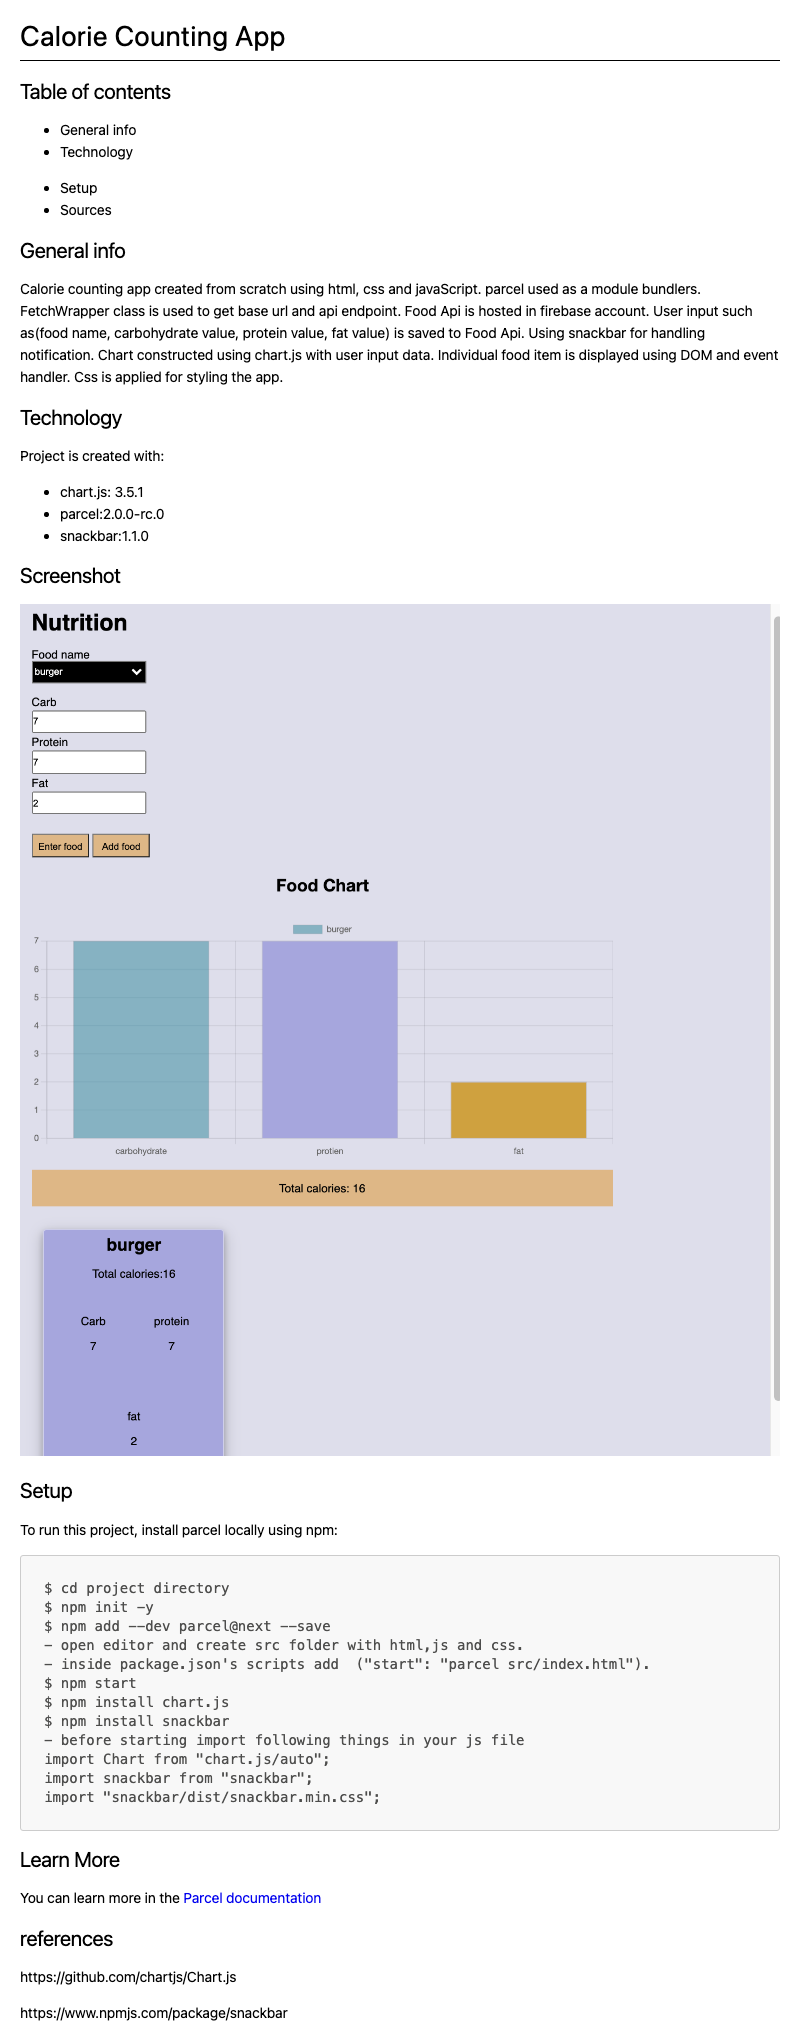 Calorie Counting App
Table of contents
General info
Technology
Setup
Sources
General info
Calorie counting app created from scratch using html, css and javaScript. parcel used as a module bundlers.
FetchWrapper class is used to get base url and api endpoint. Food Api is hosted in firebase account. User input such
as(food name, carbohydrate value, protein value, fat value) is saved to Food Api. Using snackbar for handling
notification. Chart constructed using chart.js with user input data. Individual food item is displayed using DOM and event
handler. Css is applied for styling the app.
Technology
Project is created with:
chart.js: 3.5.1
parcel:2.0.0-rc.0
snackbar:1.1.0
Screenshot
Nutrition
Food name
burger
Carb
7
Protein
7
Fat
2
Enter food Add food
Food Chart
burger
7
6
5
4
3
2
1
0
carbohydrate protien fat
Total calories: 16
burger
Total calories:16
Carb protein
7 7
fat
2
Setup
To run this project, install parcel locally using npm:
$ cd project directory
$ npm init -y
$ npm add --dev parcel@next --save
- open editor and create src folder with html,js and css.
- inside package.json's scripts add  ("start": "parcel src/index.html").
$ npm start
$ npm install chart.js
$ npm install snackbar
- before starting import following things in your js file
import Chart from "chart.js/auto";
import snackbar from "snackbar";
import "snackbar/dist/snackbar.min.css";
Learn More
You can learn more in the Parcel documentation
references
https://github.com/chartjs/Chart.js
https://www.npmjs.com/package/snackbar